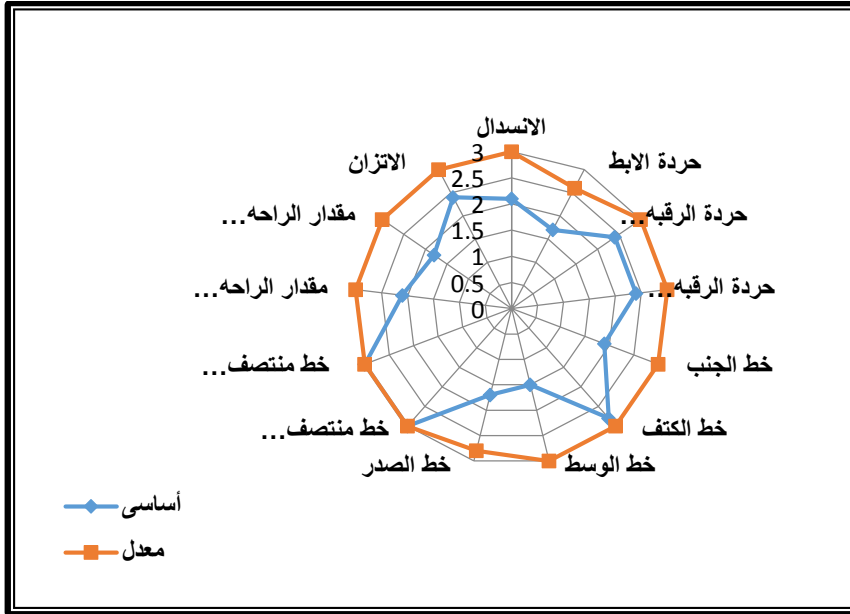 الانسدال
حردة الابط
حردة الرقبه...
حردة الرقبه...
خط الجنب
خط الكتف
خط الوسط
خط الصدر
خط منتصف...
خط منتصف...
مقدار الراحه...
مقدار الراحه...
الاتزان
3
2.5
2
1.5
1
0.5
0
أساسى
معدل